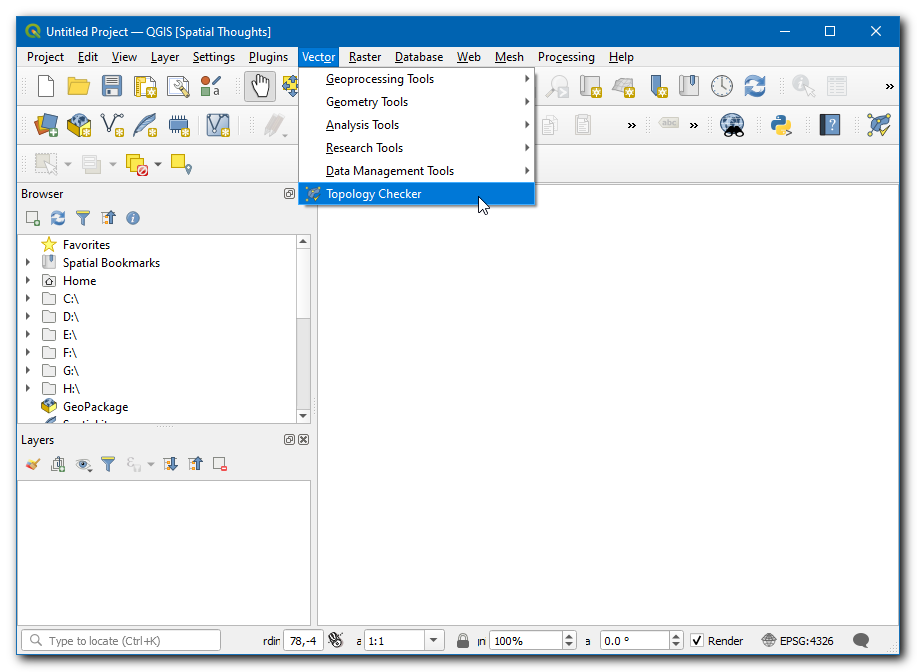 Untitled Project — QGIS [Spatial Thoughts]
Project Edit View Layer Settings Plugins Vector Raster Database Web Mesh Processing Help
Geoprocessing Tools
Geometry Tools
Analysis Tools
Research Tools
Data Management Tools
Topology Checker
a
abc
Browser
Favorites
Spatial Bookmarks
Home
C:\
D:\
E:\
F:\
G:\
H:\
GeoPackage
Layers
Type to locate (Ctrl+K) rdir 78,-4 a 1:1 ın 100% a 0.0 ° Render EPSG:4326